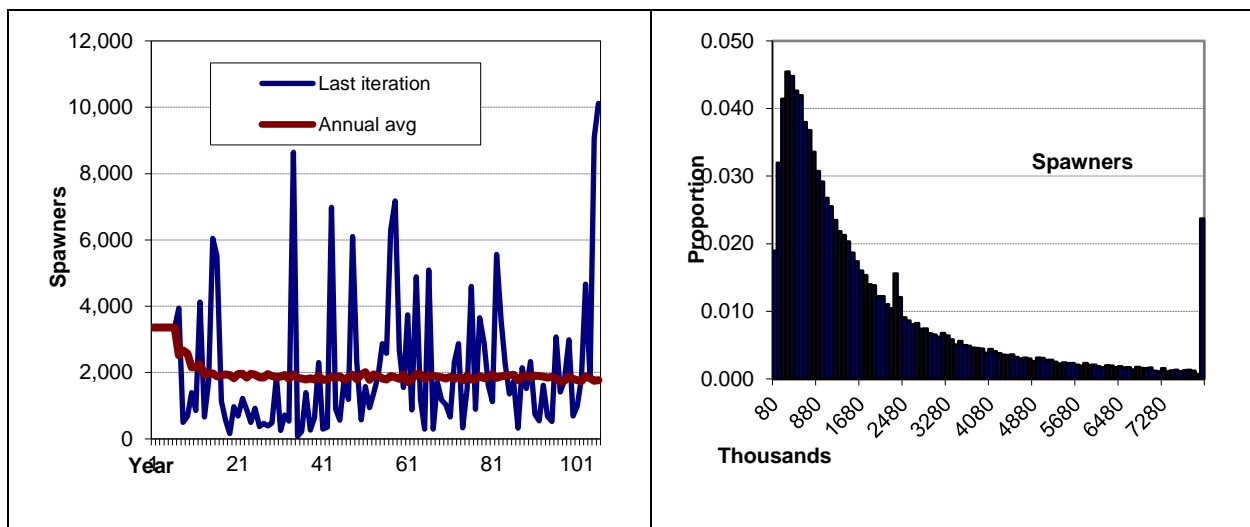 12,000
10,000
8,000
6,000
4,000
2,000
0
Spawners
Last iteration
Annual avg
Year
1 21 41 61 81 101
0.050
0.040
0.030
0.020
0.010
0.000
Proportion
Spawners
80 880 1680 2480 3280 4080 4880 5680 6480 7280
Thousands